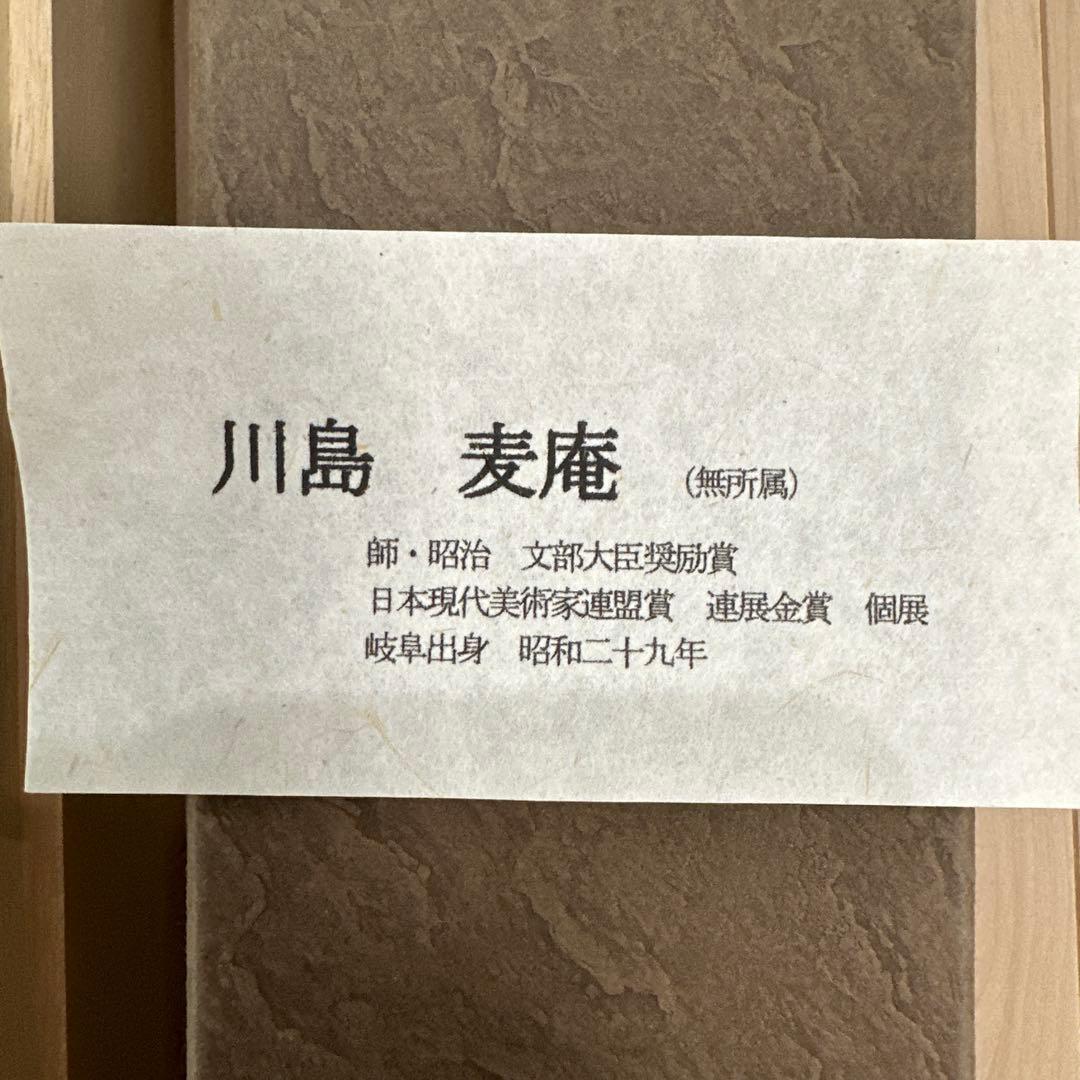 川島　麦庵　（無所属）
師・昭治　文部大臣奨励賞
日本現代美術家連盟賞　連展金賞　個展
岐阜出身　昭和二十九年